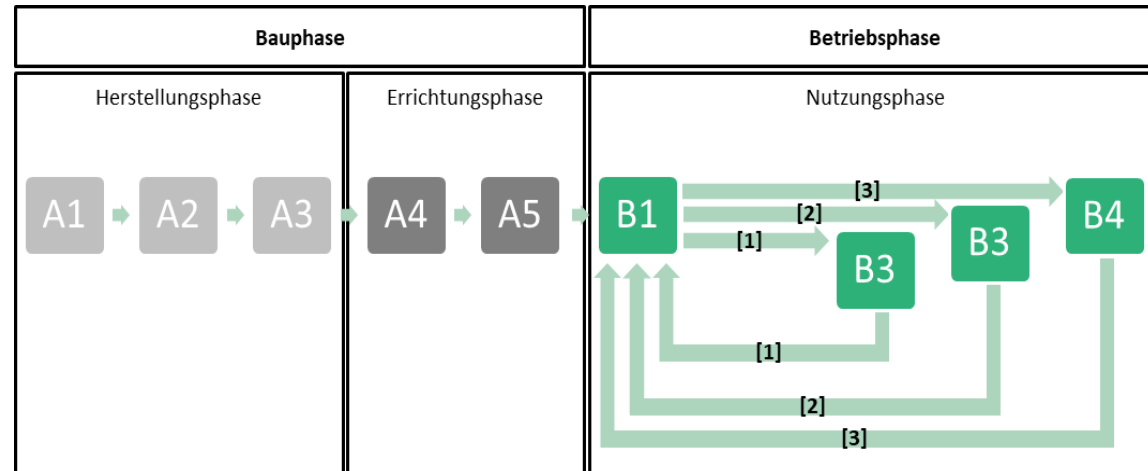 Bauphase
Betriebsphase
Herstellungsphase
Errichtungsphase
Nutzungsphase
A1
A2
A3
A4
A5
B1
[3]
[2]
[1]
B3
B3
B4
[1]
[2]
[3]